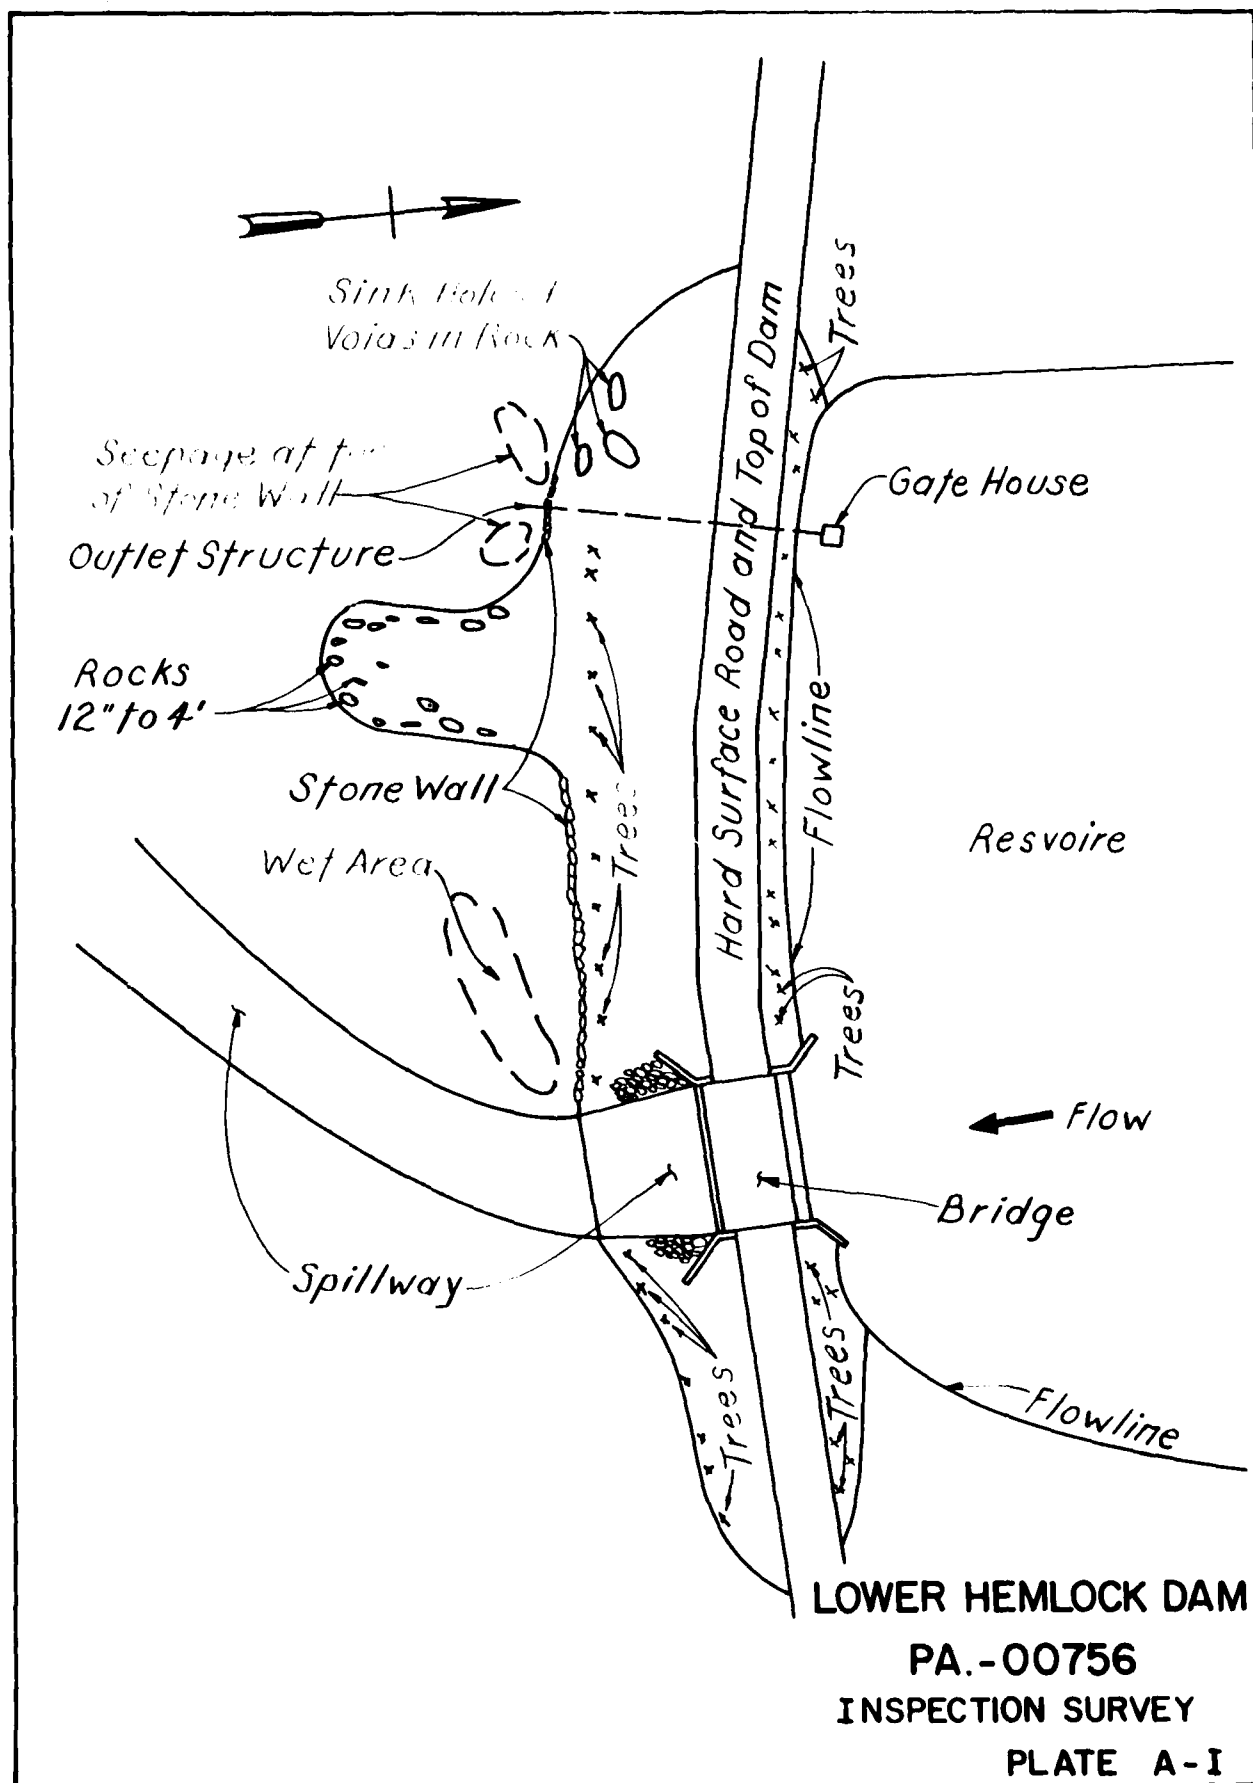 Trees
Sink
in Rock
Hard Surface Road and Top of Dam
Seepage at
of Stone Wall
Gate House
Outlet Structure
Rocks
12" to 4'
Flowline
Stone Wall
Trees
Resvoire
Wet Area
Trees
Flow
Bridge
Spillway
Trees
Trees
Flowline
LOWER HEMLOCK DAM
PA.-00756
INSPECTION SURVEY
PLATE A-I